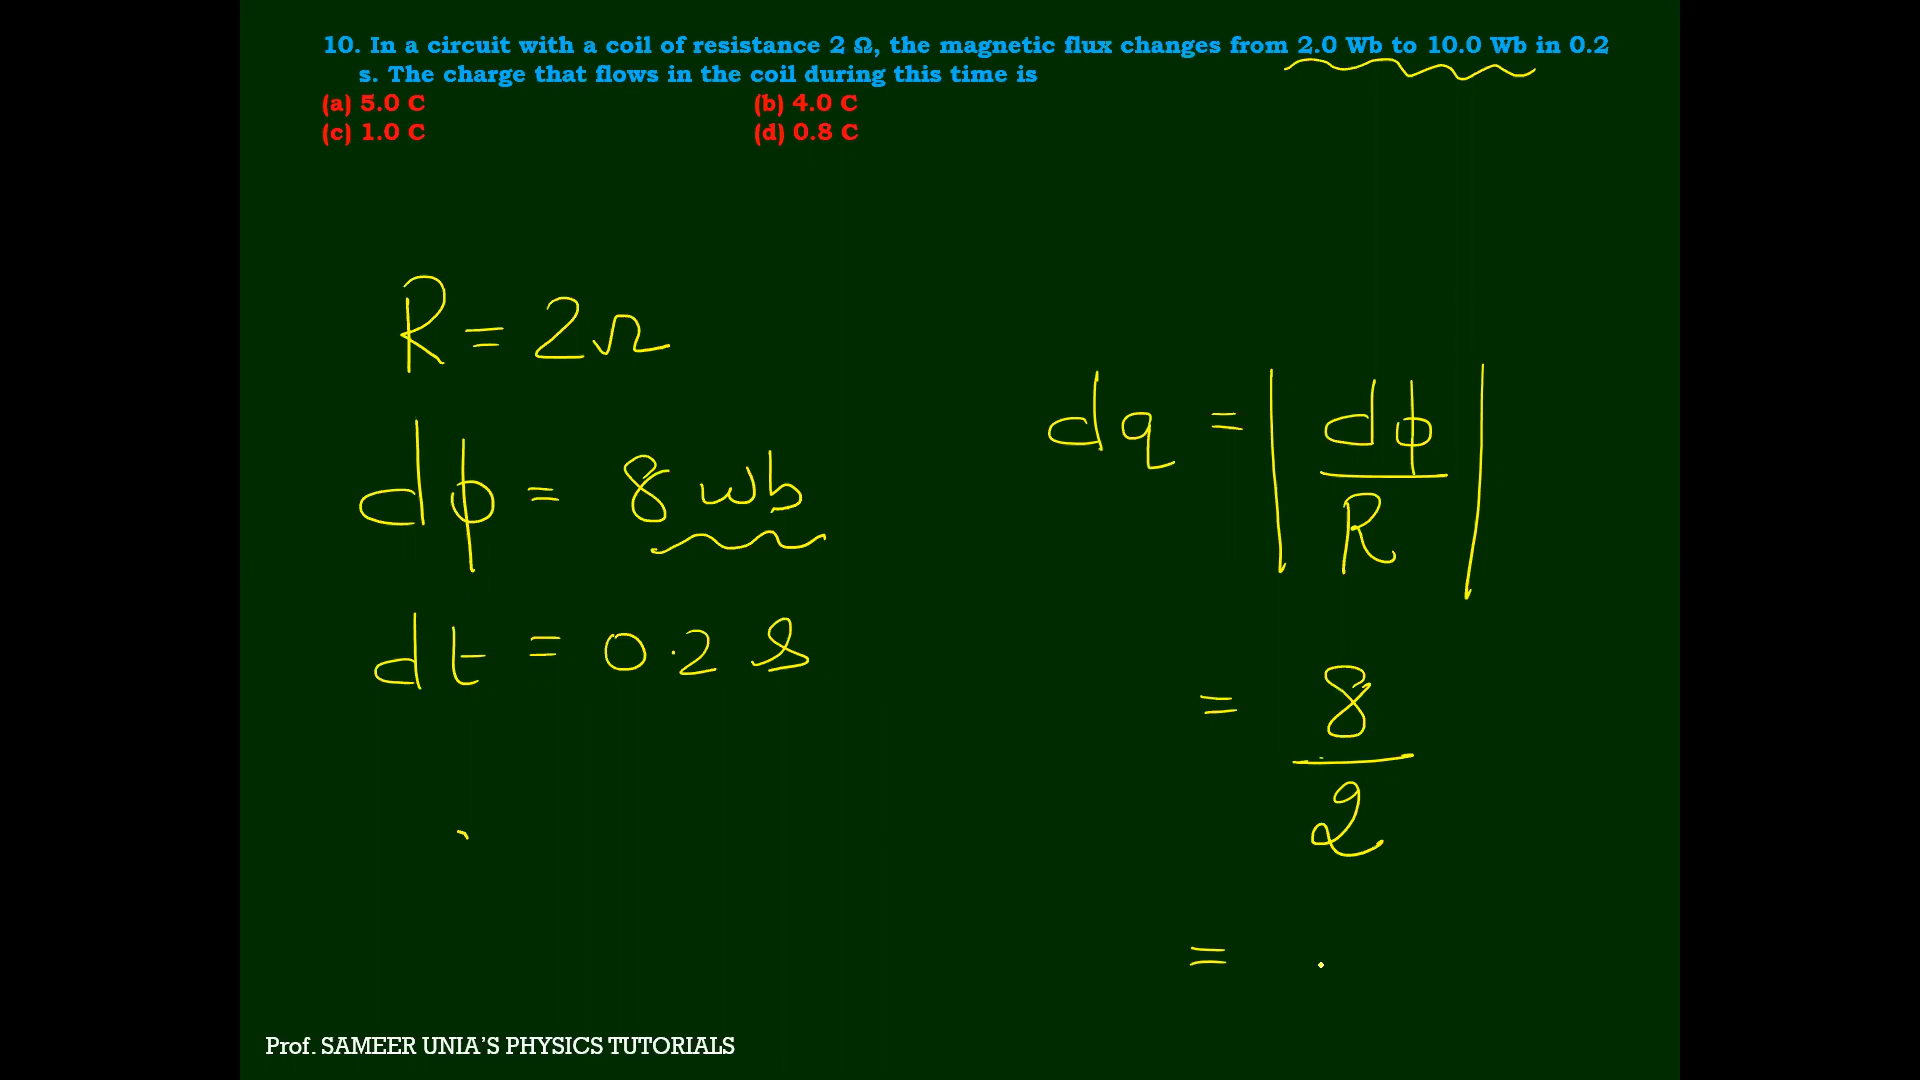 10. In a circuit with a coil of resistance 2 Ω, the magnetic flux changes from 2.0 Wb to 10.0 Wb in 0.2
s. The charge that flows in the coil during this time is
(a) 5.0 C (b) 4.0 C
(c) 1.0 C (d) 0.8 C
R = 2Ω
dϕ = 8 wb
dt = 0.2 s
dq = | dϕ / R |
= 8 / 2
=
Prof. SAMEER UNIA'S PHYSICS TUTORIALS